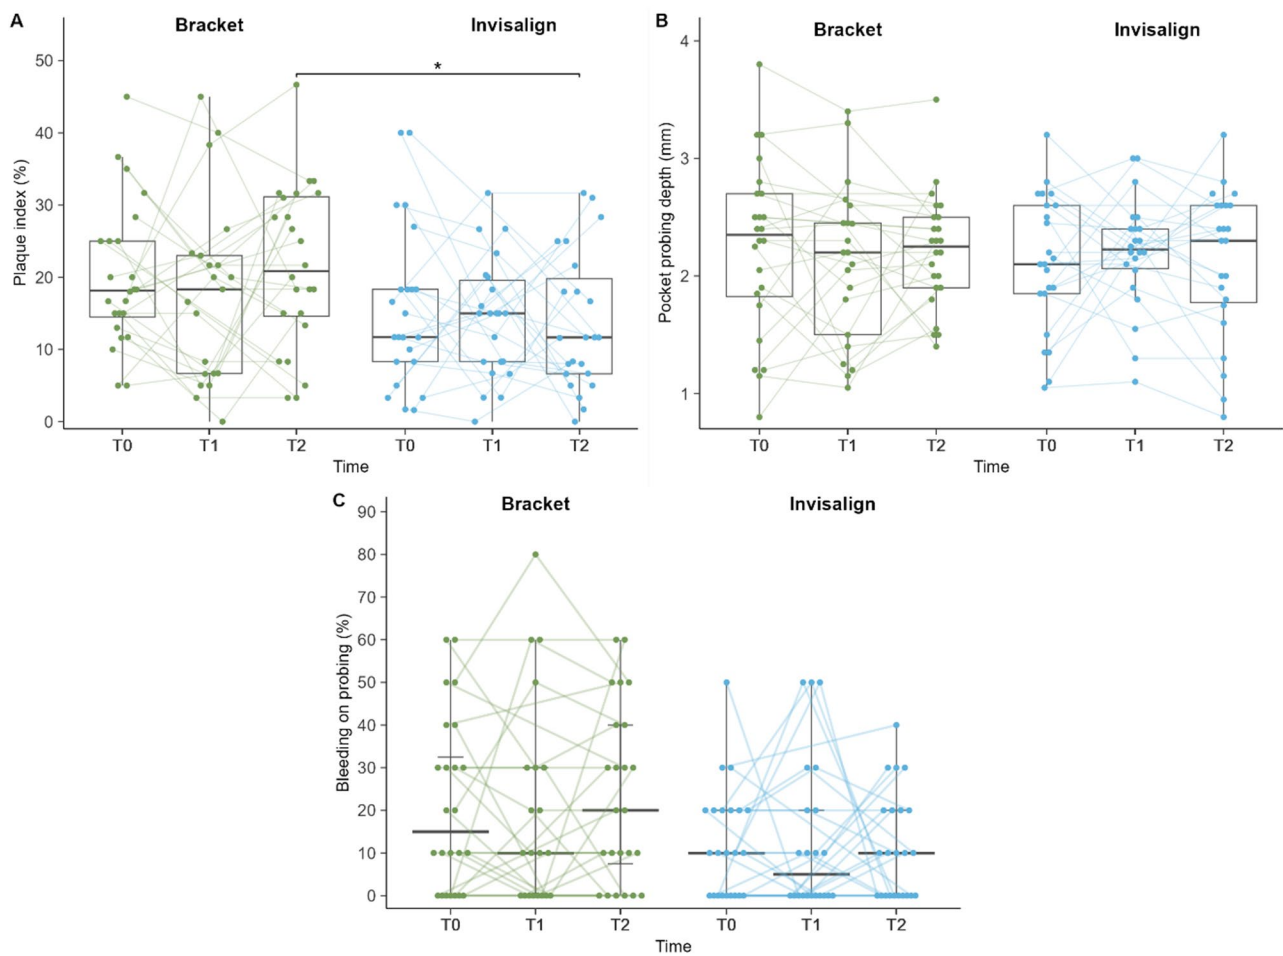 A
Bracket
Invisalign
50
40
30
20
10
0
Plaque index (%)
*
T0
T1
T2
T0
T1
T2
Time
B
Bracket
Invisalign
4
3
2
1
Pocket probing depth (mm)
T0
T1
T2
T0
T1
T2
Time
C
Bracket
Invisalign
90
80
70
60
50
40
30
20
10
0
Bleeding on probing (%)
T0
T1
T2
T0
T1
T2
Time